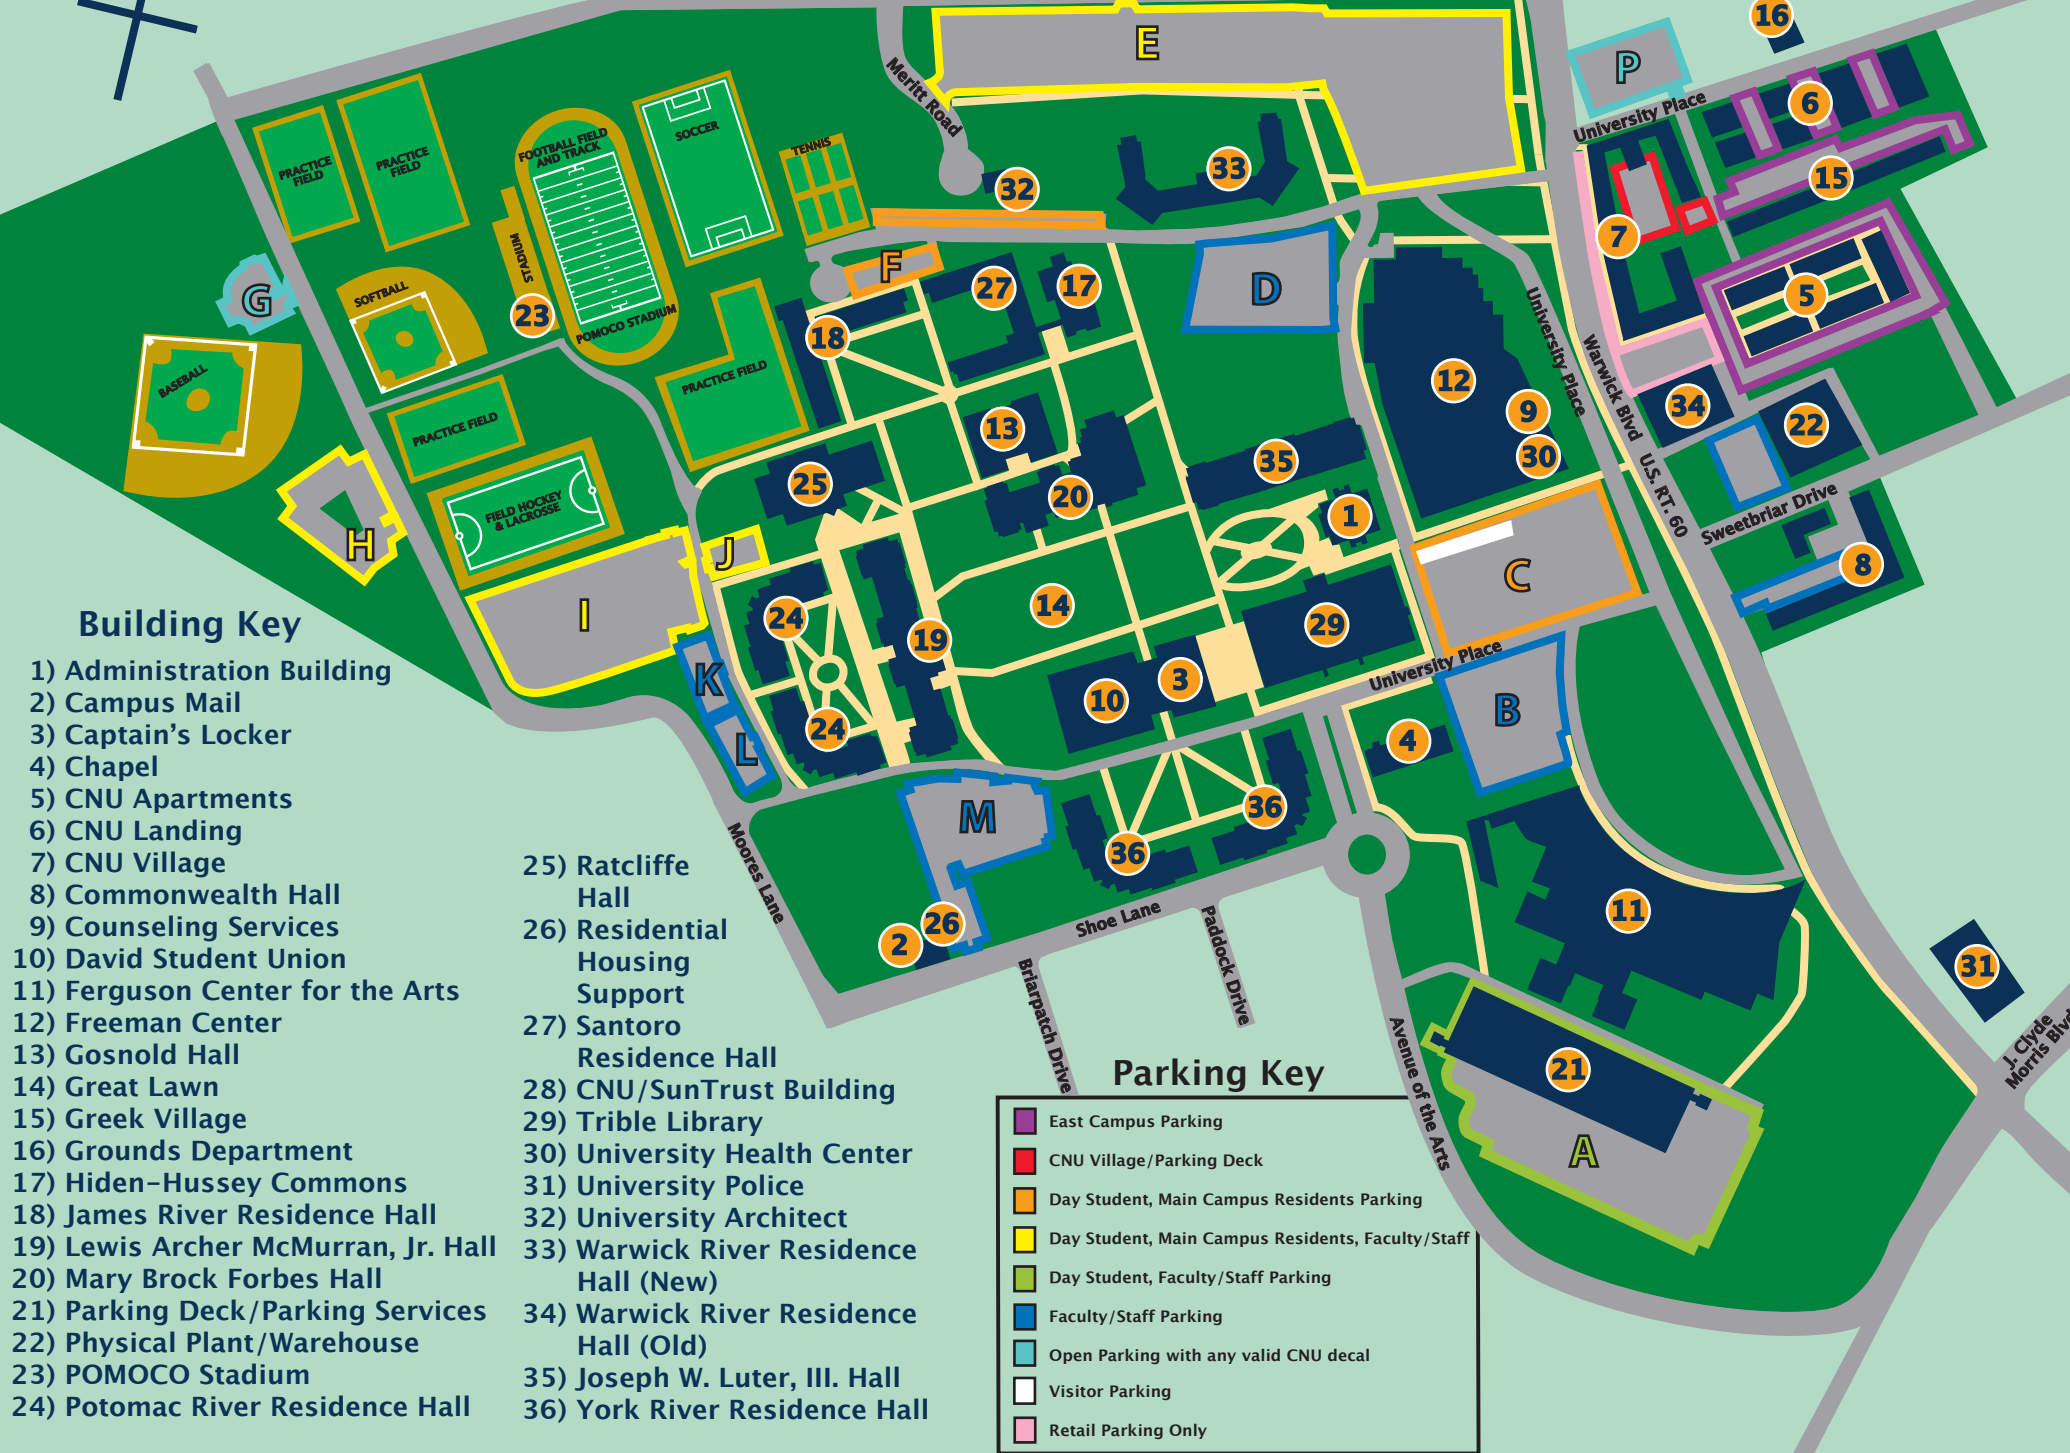 E
P
16
Meritt Road
University Place
6
15
PRACTICE
FIELD
PRACTICE
FIELD
FOOTBALL FIELD
AND TRACK
SOCCER
TENNIS
32
33
7
STADIUM
G
SOFTBALL
23
POMOCO STADIUM
F
27
17
18
D
5
12
9
30
University Place
Warwick Blvd
U.S. RT. 60
34
22
BASEBALL
PRACTICE FIELD
PRACTICE FIELD
13
25
20
35
1
Sweetbriar Drive
8
FIELD HOCKEY
& LACROSSE
H
J
C
I
24
19
14
29
K
L
24
10
3
University Place
B
4
M
36
36
11
Moores Lane
2
26
Shoe Lane
Paddock Drive
Briarpatch Drive
Avenue of the Arts
31
J. Clyde
Morris Blvd
21
A
Building Key
1) Administration Building
2) Campus Mail
3) Captain’s Locker
4) Chapel
5) CNU Apartments
6) CNU Landing
7) CNU Village
8) Commonwealth Hall
9) Counseling Services
10) David Student Union
11) Ferguson Center for the Arts
12) Freeman Center
13) Gosnold Hall
14) Great Lawn
15) Greek Village
16) Grounds Department
17) Hiden-Hussey Commons
18) James River Residence Hall
19) Lewis Archer McMurran, Jr. Hall
20) Mary Brock Forbes Hall
21) Parking Deck/Parking Services
22) Physical Plant/Warehouse
23) POMOCO Stadium
24) Potomac River Residence Hall
25) Ratcliffe
Hall
26) Residential
Housing
Support
27) Santoro
Residence Hall
28) CNU/SunTrust Building
29) Trible Library
30) University Health Center
31) University Police
32) University Architect
33) Warwick River Residence
Hall (New)
34) Warwick River Residence
Hall (Old)
35) Joseph W. Luter, III. Hall
36) York River Residence Hall
Parking Key
East Campus Parking
CNU Village/Parking Deck
Day Student, Main Campus Residents Parking
Day Student, Main Campus Residents, Faculty/Staff
Day Student, Faculty/Staff Parking
Faculty/Staff Parking
Open Parking with any valid CNU decal
Visitor Parking
Retail Parking Only